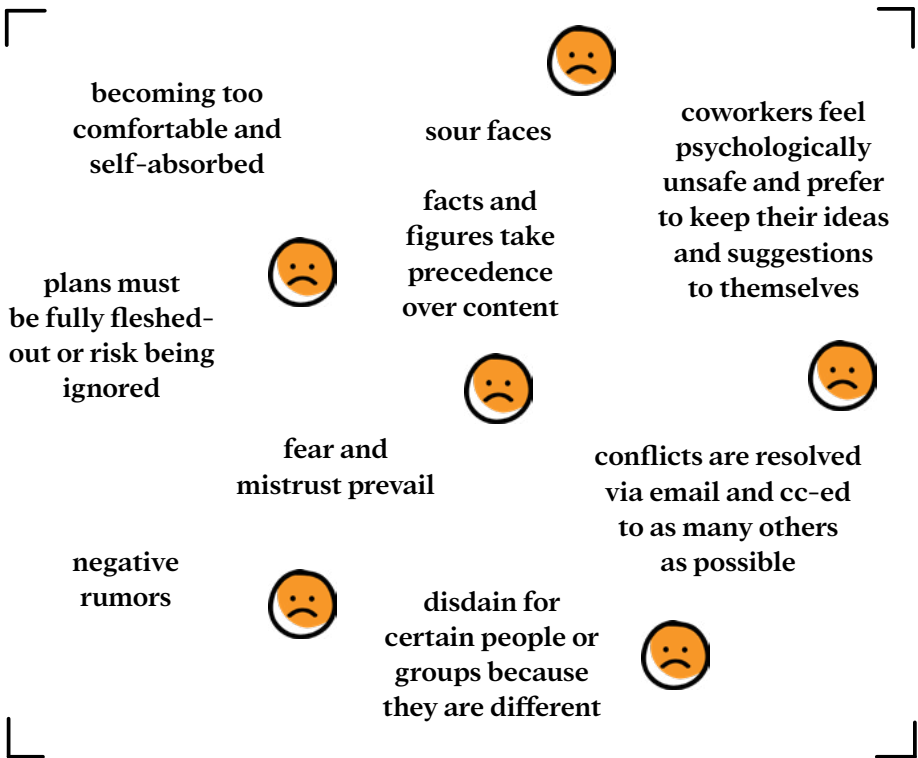 becoming too
comfortable and
self-absorbed
sour faces
coworkers feel
psychologically
unsafe and prefer
to keep their ideas
and suggestions
to themselves
facts and
figures take
precedence
over content
plans must
be fully fleshed-
out or risk being
ignored
fear and
mistrust prevail
conflicts are resolved
via email and cc-ed
to as many others
as possible
negative
rumors
disdain for
certain people or
groups because
they are different